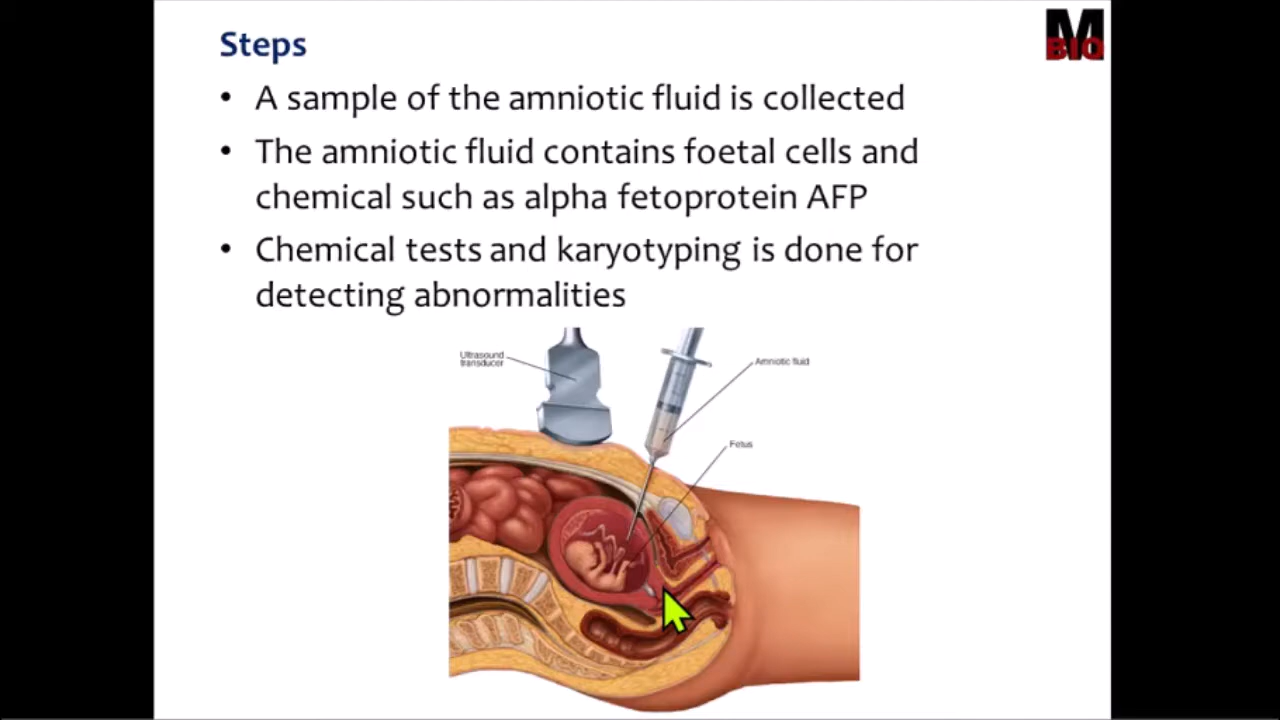 Steps
M
BIQ
• A sample of the amniotic fluid is collected
• The amniotic fluid contains foetal cells and
chemical such as alpha fetoprotein AFP
• Chemical tests and karyotyping is done for
detecting abnormalities
Ultrasound
transducer
Amniotic fluid
Fetus